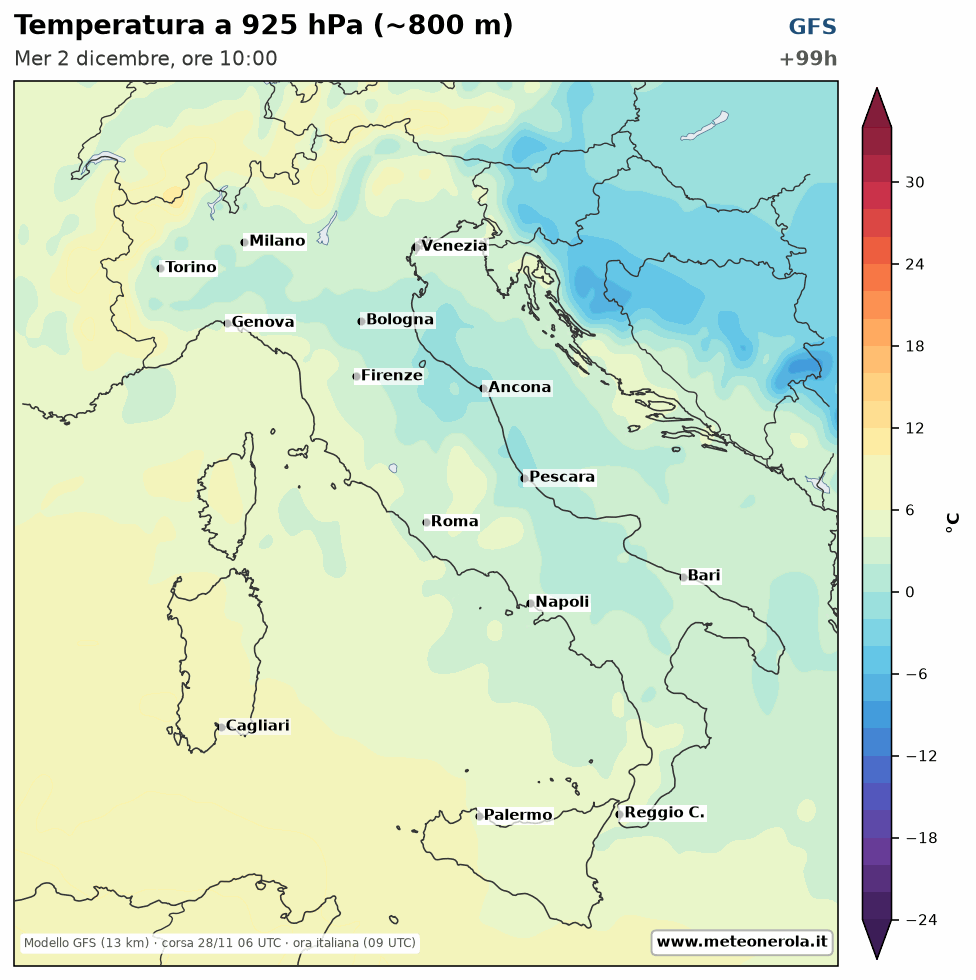 Temperatura a 925 hPa (~800 m)
GFS
Mer 2 dicembre, ore 10:00
+99h
Milano
Venezia
Torino
Bologna
Genova
Firenze
Ancona
Pescara
Roma
Bari
Napoli
Cagliari
Palermo
Reggio C.
30
24
18
12
6
0
−6
−12
−18
−24
°C
Modello GFS (13 km) · corsa 28/11 06 UTC · ora italiana (09 UTC)
www.meteonerola.it